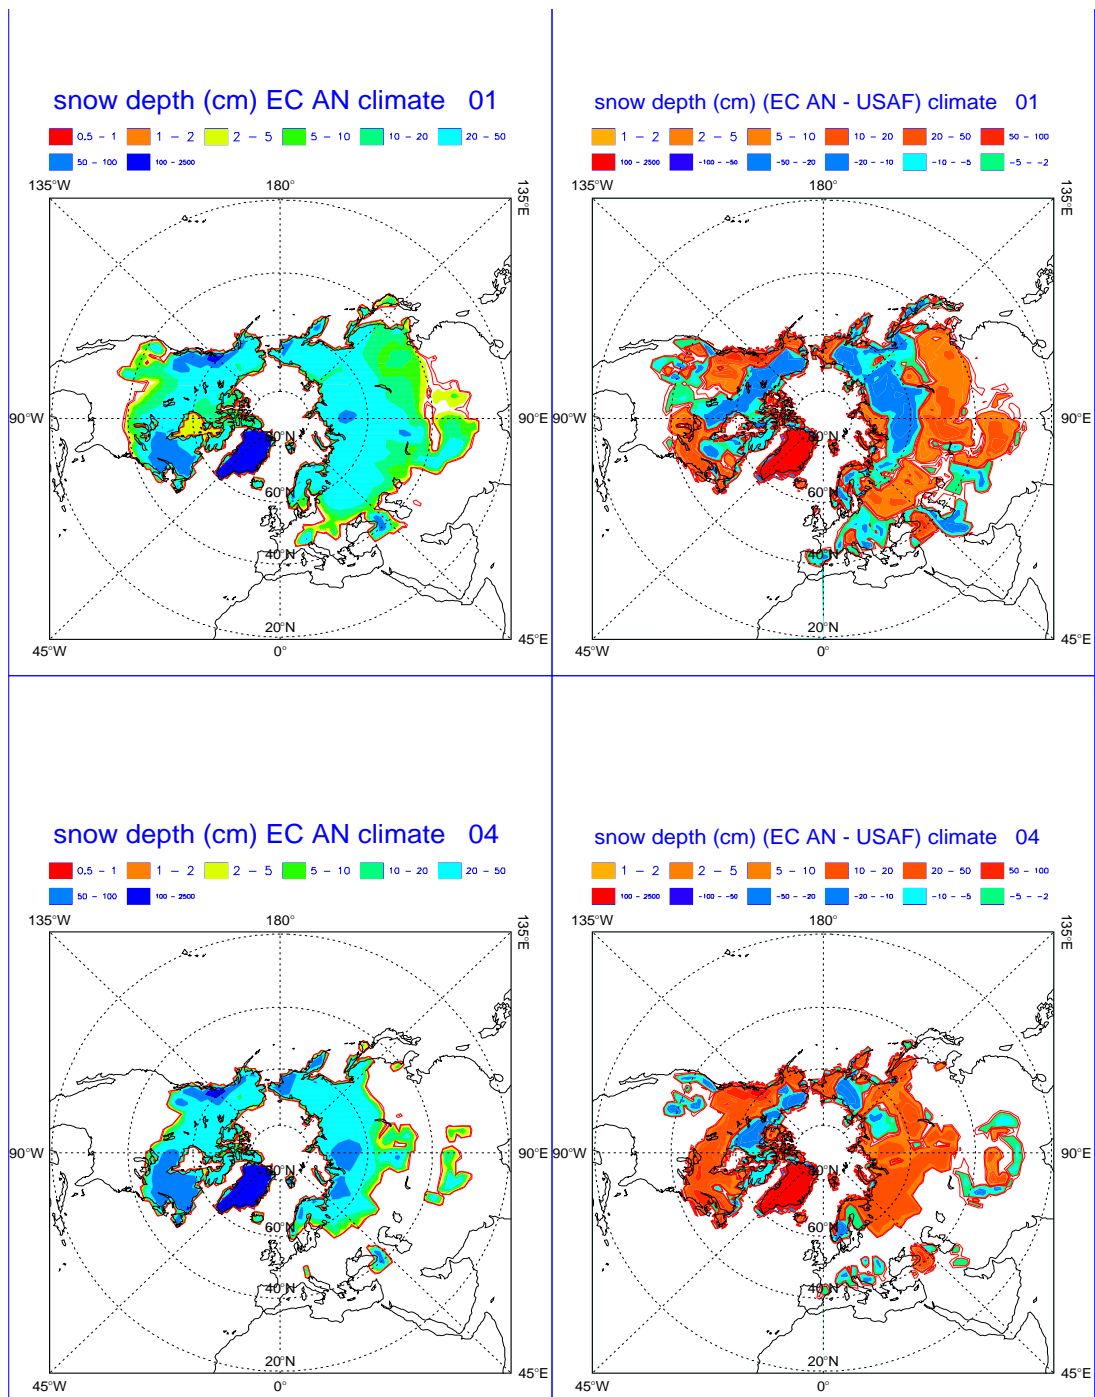 snow depth (cm) EC AN climate 01
0.5 – 1 1 – 2 2 – 5 5 – 10 10 – 20 20 – 50
50 – 100 100 – 2500
135°W 180° 135°E
90°W 90°E
80°N
60°N
40°N
20°N
45°W 0° 45°E
snow depth (cm) (EC AN - USAF) climate 01
1 – 2 2 – 5 5 – 10 10 – 20 20 – 50 50 – 100
100 – 2500 -100 – -50 -50 – -20 -20 – -10 -10 – -5 -5 – -2
135°W 180° 135°E
90°W 90°E
80°N
60°N
40°N
20°N
45°W 0° 45°E
snow depth (cm) EC AN climate 04
0.5 – 1 1 – 2 2 – 5 5 – 10 10 – 20 20 – 50
50 – 100 100 – 2500
135°W 180° 135°E
90°W 90°E
80°N
60°N
40°N
20°N
45°W 0° 45°E
snow depth (cm) (EC AN - USAF) climate 04
1 – 2 2 – 5 5 – 10 10 – 20 20 – 50 50 – 100
100 – 2500 -100 – -50 -50 – -20 -20 – -10 -10 – -5 -5 – -2
135°W 180° 135°E
90°W 90°E
80°N
60°N
40°N
20°N
45°W 0° 45°E